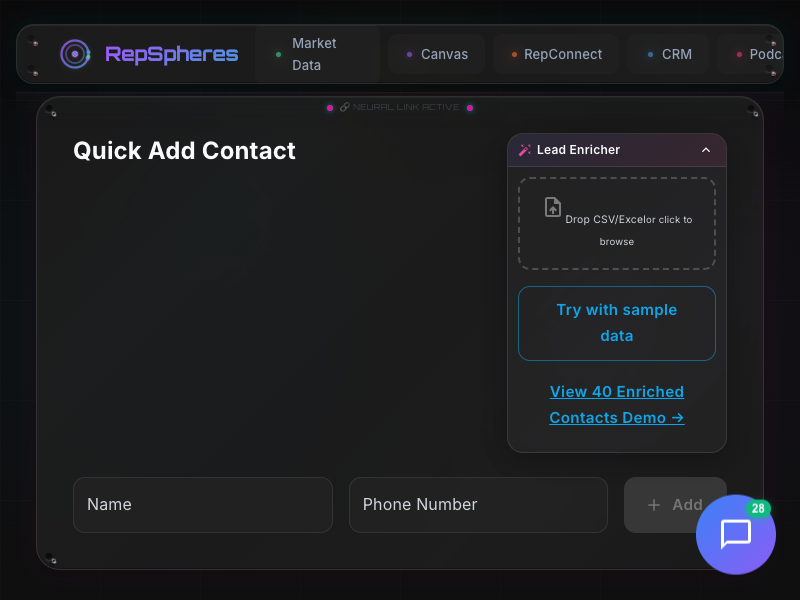 RepSpheres
Market
Data
Canvas
RepConnect
CRM
Podc
NEURAL LINK ACTIVE
Quick Add Contact
Lead Enricher
Drop CSV/Excelor click to
browse
Try with sample
data
View 40 Enriched
Contacts Demo →
Name
Phone Number
+ Add
28